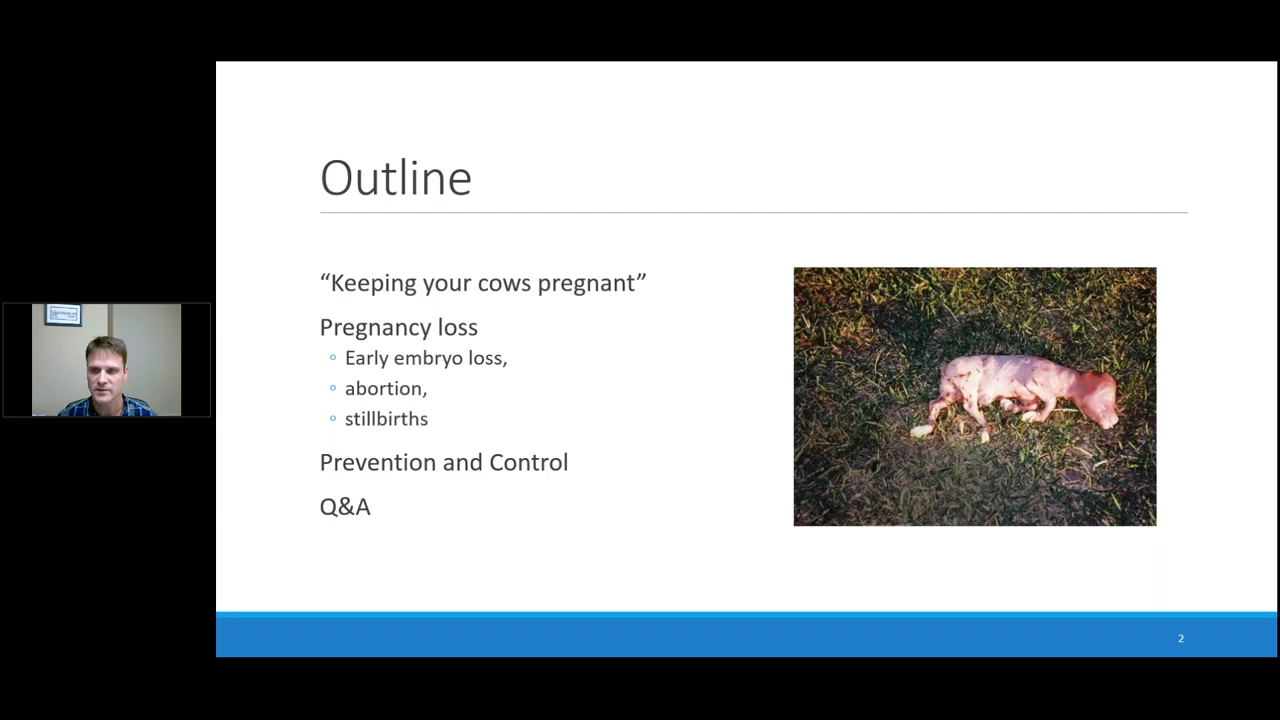 Outline
“Keeping your cows pregnant”
Pregnancy loss
Early embryo loss,
abortion,
stillbirths
Prevention and Control
Q&A
2